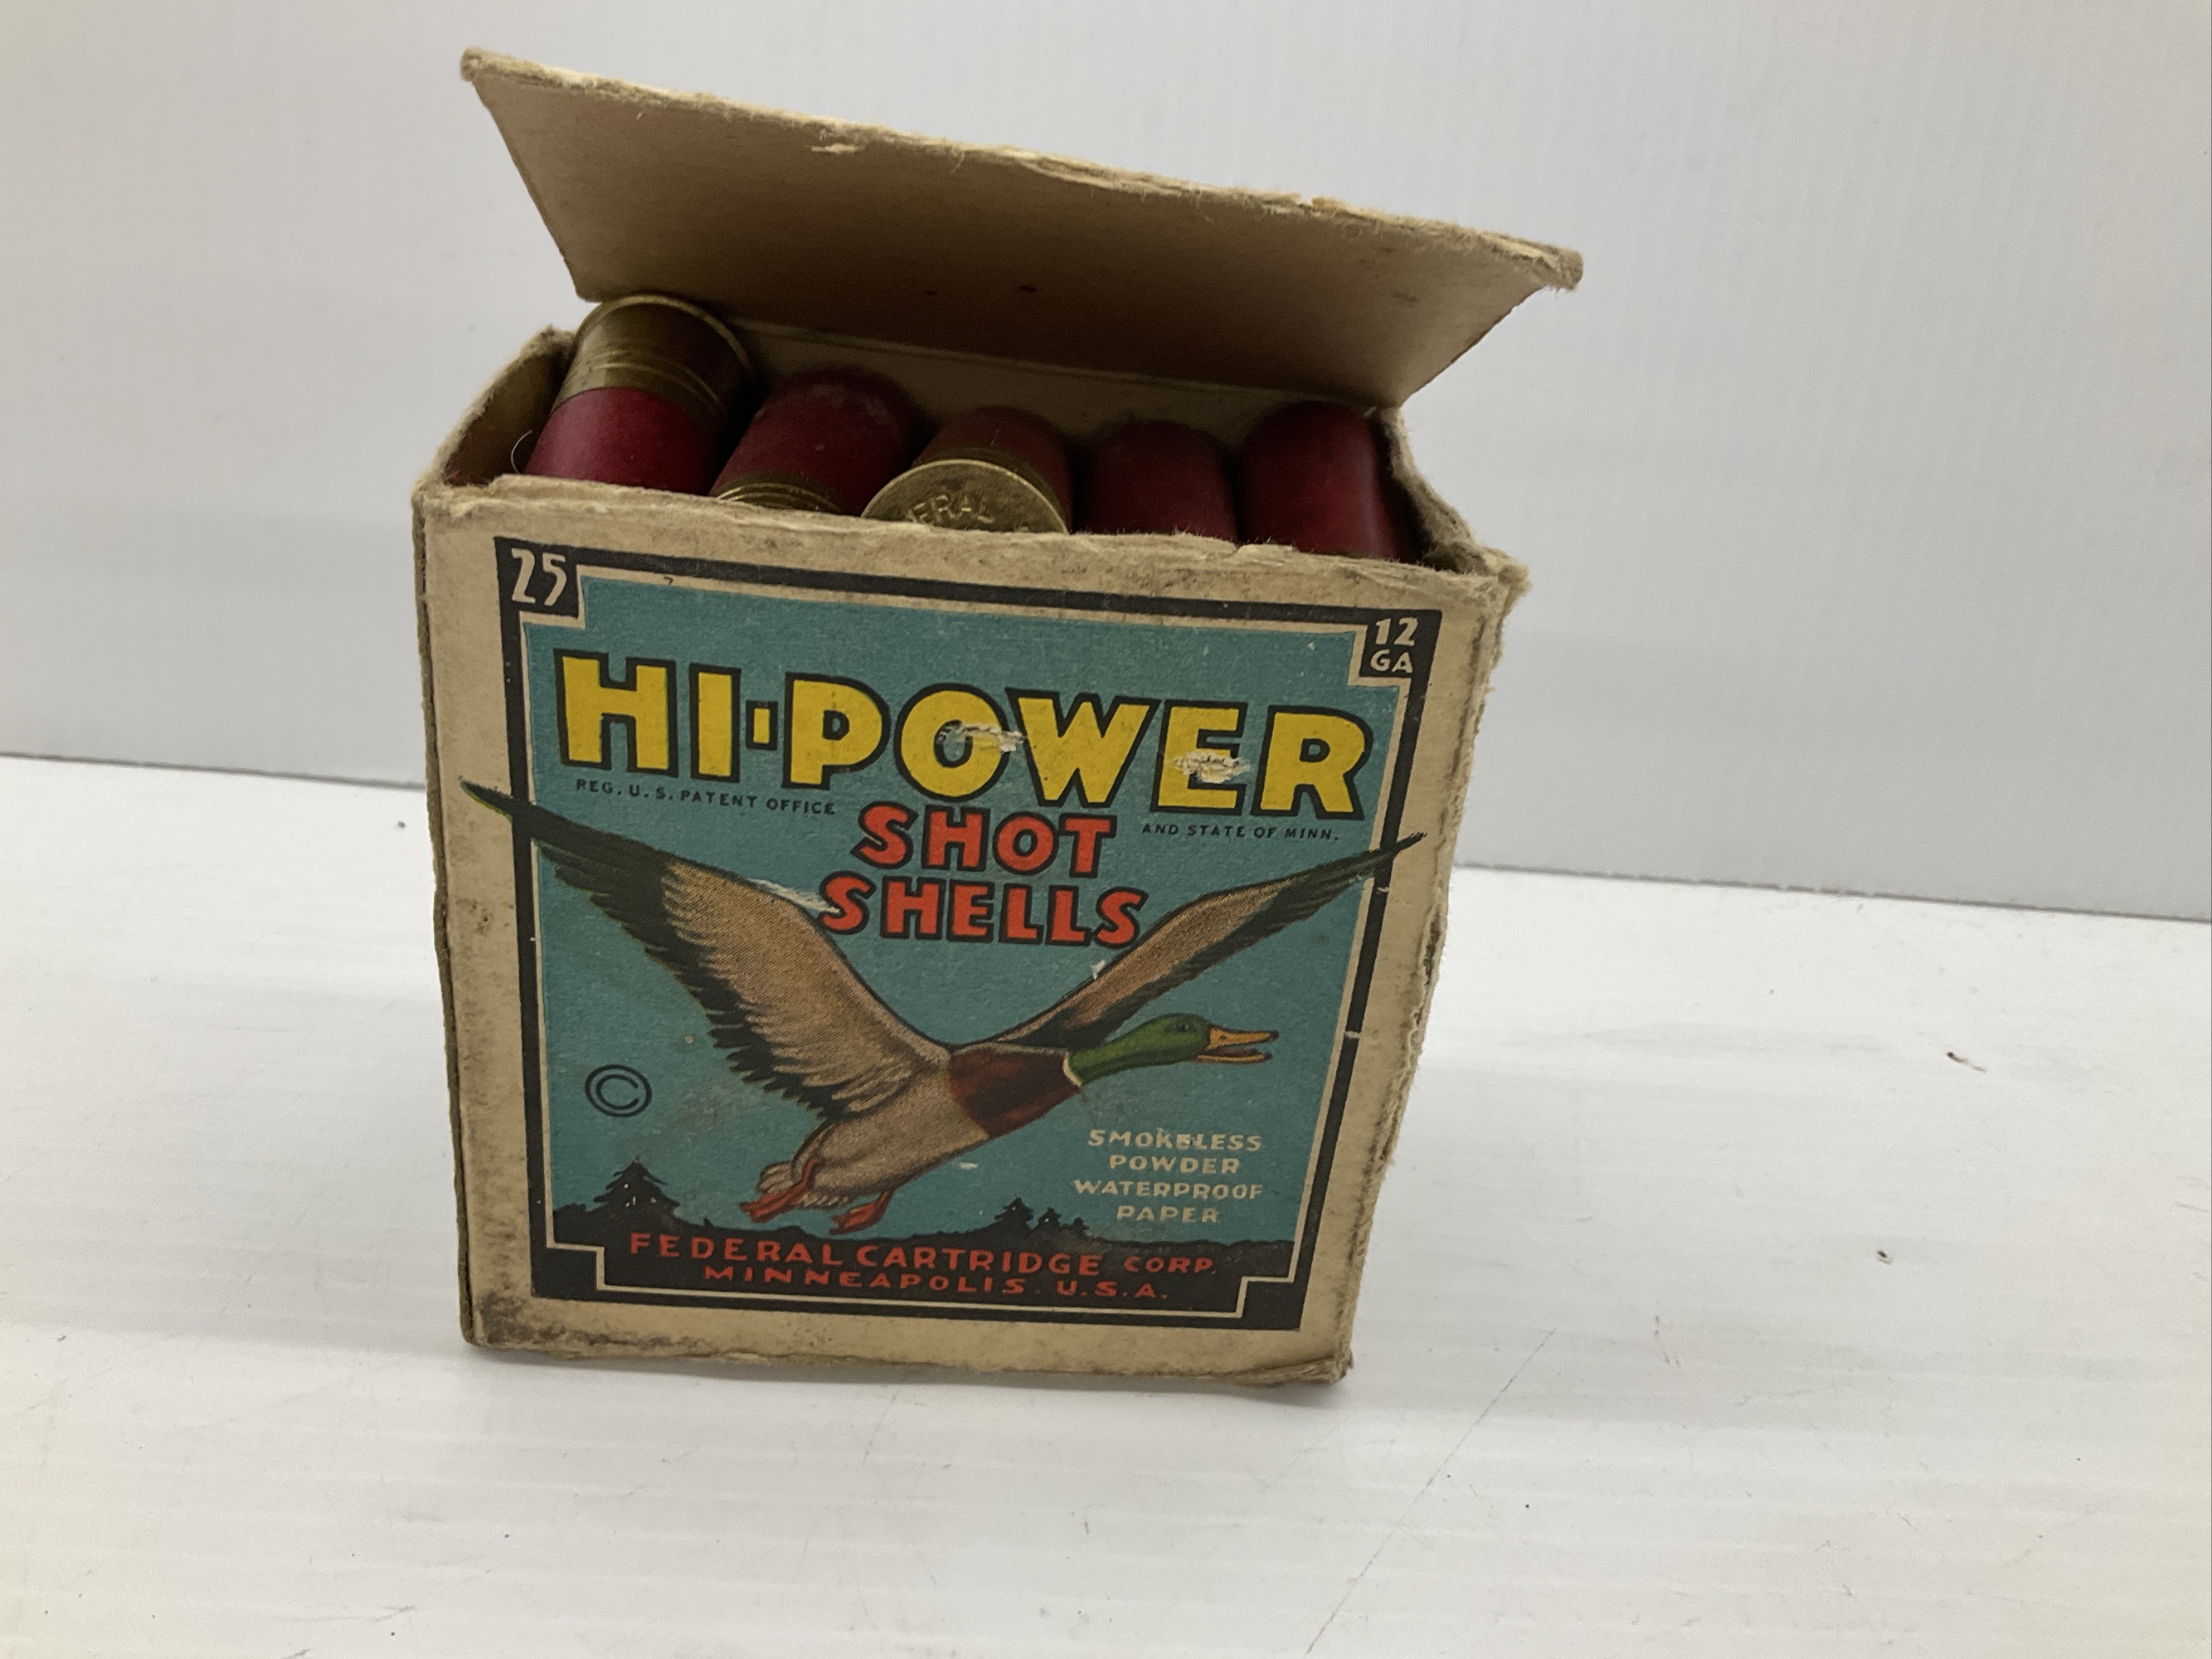 ERAL
25
12
GA
HI-POWER
REG. U.S. PATENT OFFICE
AND STATE OF MINN.
SHOT
SHELLS
©
SMOKELESS
POWDER
WATERPROOF
PAPER
FEDERAL CARTRIDGE CORP.
MINNEAPOLIS. U.S.A.